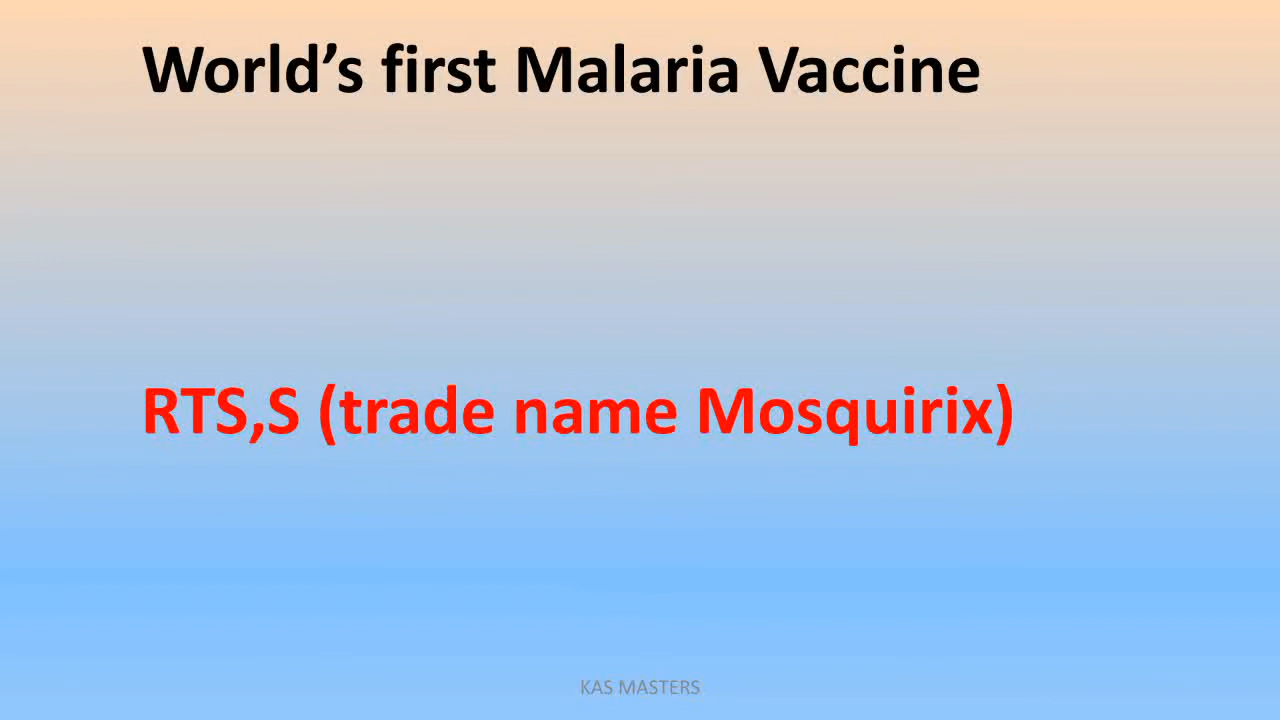 World’s first Malaria Vaccine
RTS,S (trade name Mosquirix)
KAS MASTERS